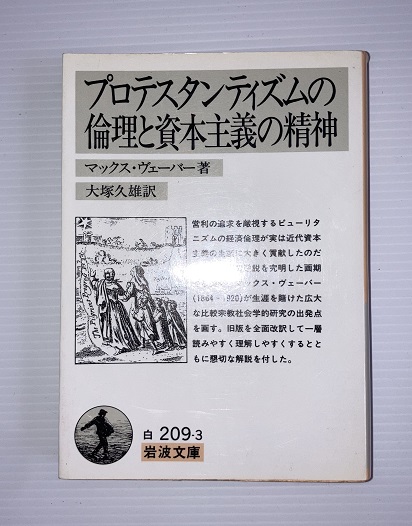 プロテスタンティズムの
倫理と資本主義の精神
マックス・ヴェーバー著
大塚久雄訳
営利の追求を敵視するピューリタ
ニズムの経済倫理が実は近代資本
主義の生誕に大きく貢献したのだ
説を究明した画期
ックス・ヴェーバー
(1864-1920)が生涯を賭けた広大
な比較宗教社会学的研究の出発点
を画す。旧版を全面改訳して一層
読みやすく理解しやすくするとと
もに懇切な解説を付した。
白 209-3
岩波文庫